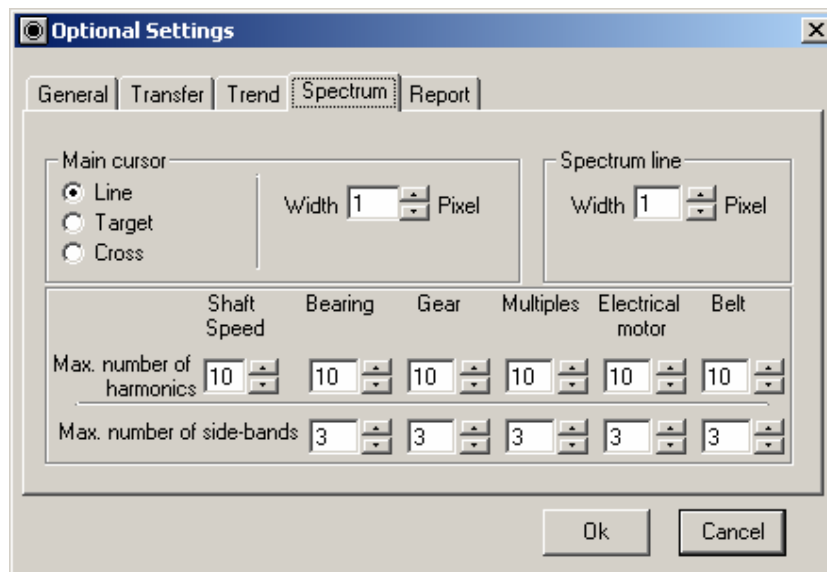 Optional Settings
General Transfer Trend Spectrum Report
Main cursor
Line
Target
Cross
Width 1 Pixel
Spectrum line
Width 1 Pixel
Shaft Speed Bearing Gear Multiples Electrical motor Belt
Max. number of harmonics 10 10 10 10 10 10
Max. number of side-bands 3 3 3 3 3
Ok Cancel